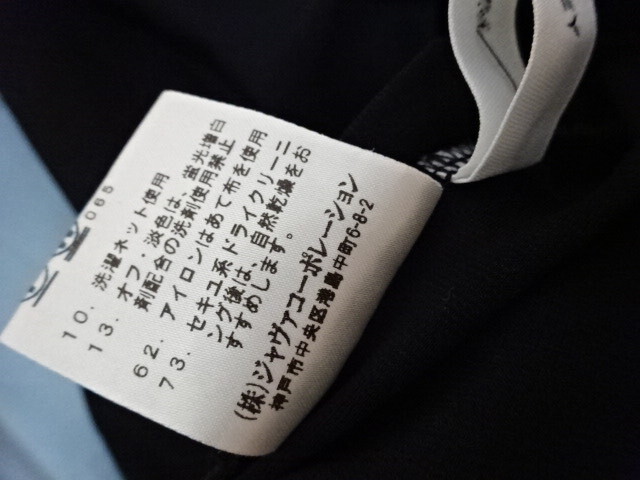 065
10. 洗濯ネット使用
13. オフ・淡色は、蛍光増白
剤配合の洗剤使用禁止
62. アイロンはあて布を使用
73. セキユ系ドライクリーニ
ング後は、自然乾燥をお
すすめします。
(株)ジャヴァコーポレーション
神戸市中央区港島中町6-8-2